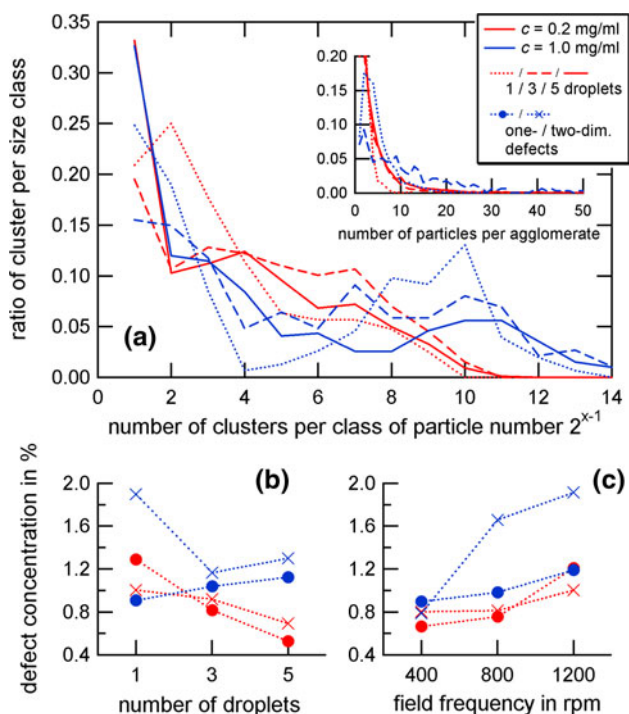 0.35
0.30
0.25
0.20
0.15
0.10
0.05
0.00
ratio of cluster per size class
(a)
0 2 4 6 8 10 12 14
number of clusters per class of particle number 2^{x-1}
0.20
0.15
0.10
0.05
0.00
0 10 20 30 40 50
number of particles per agglomerate
c = 0.2 mg/ml
c = 1.0 mg/ml
/ /
1 / 3 / 5 droplets
/
one- / two-dim.
defects
defect concentration in %
(b)
2.0
1.6
1.2
0.8
0.4
1 3 5
number of droplets
(c)
2.0
1.6
1.2
0.8
0.4
400 800 1200
field frequency in rpm